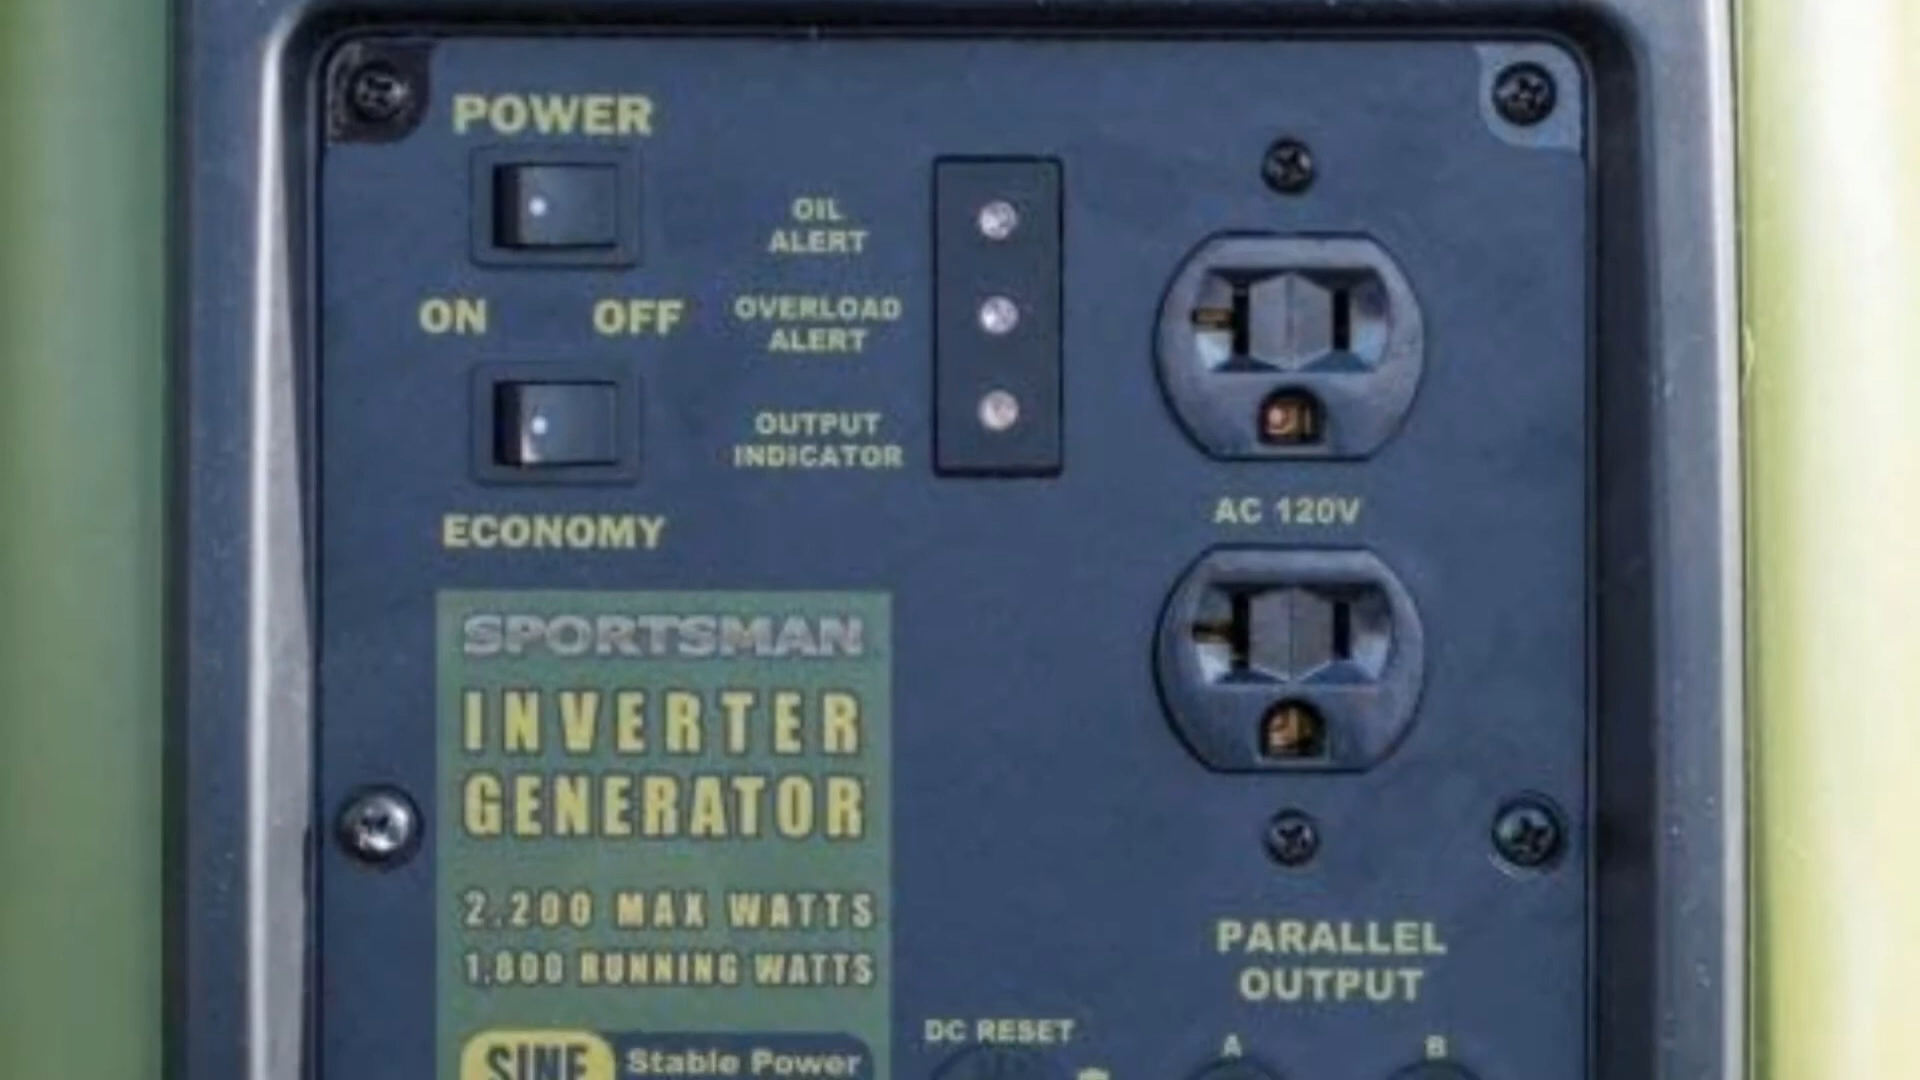 POWER
ON OFF
ECONOMY
OIL
ALERT
OVERLOAD
ALERT
OUTPUT
INDICATOR
AC 120V
SPORTSMAN
INVERTER
GENERATOR
2,200 MAX WATTS
1,800 RUNNING WATTS
SINE Stable Power
PARALLEL
OUTPUT
DC RESET
A B